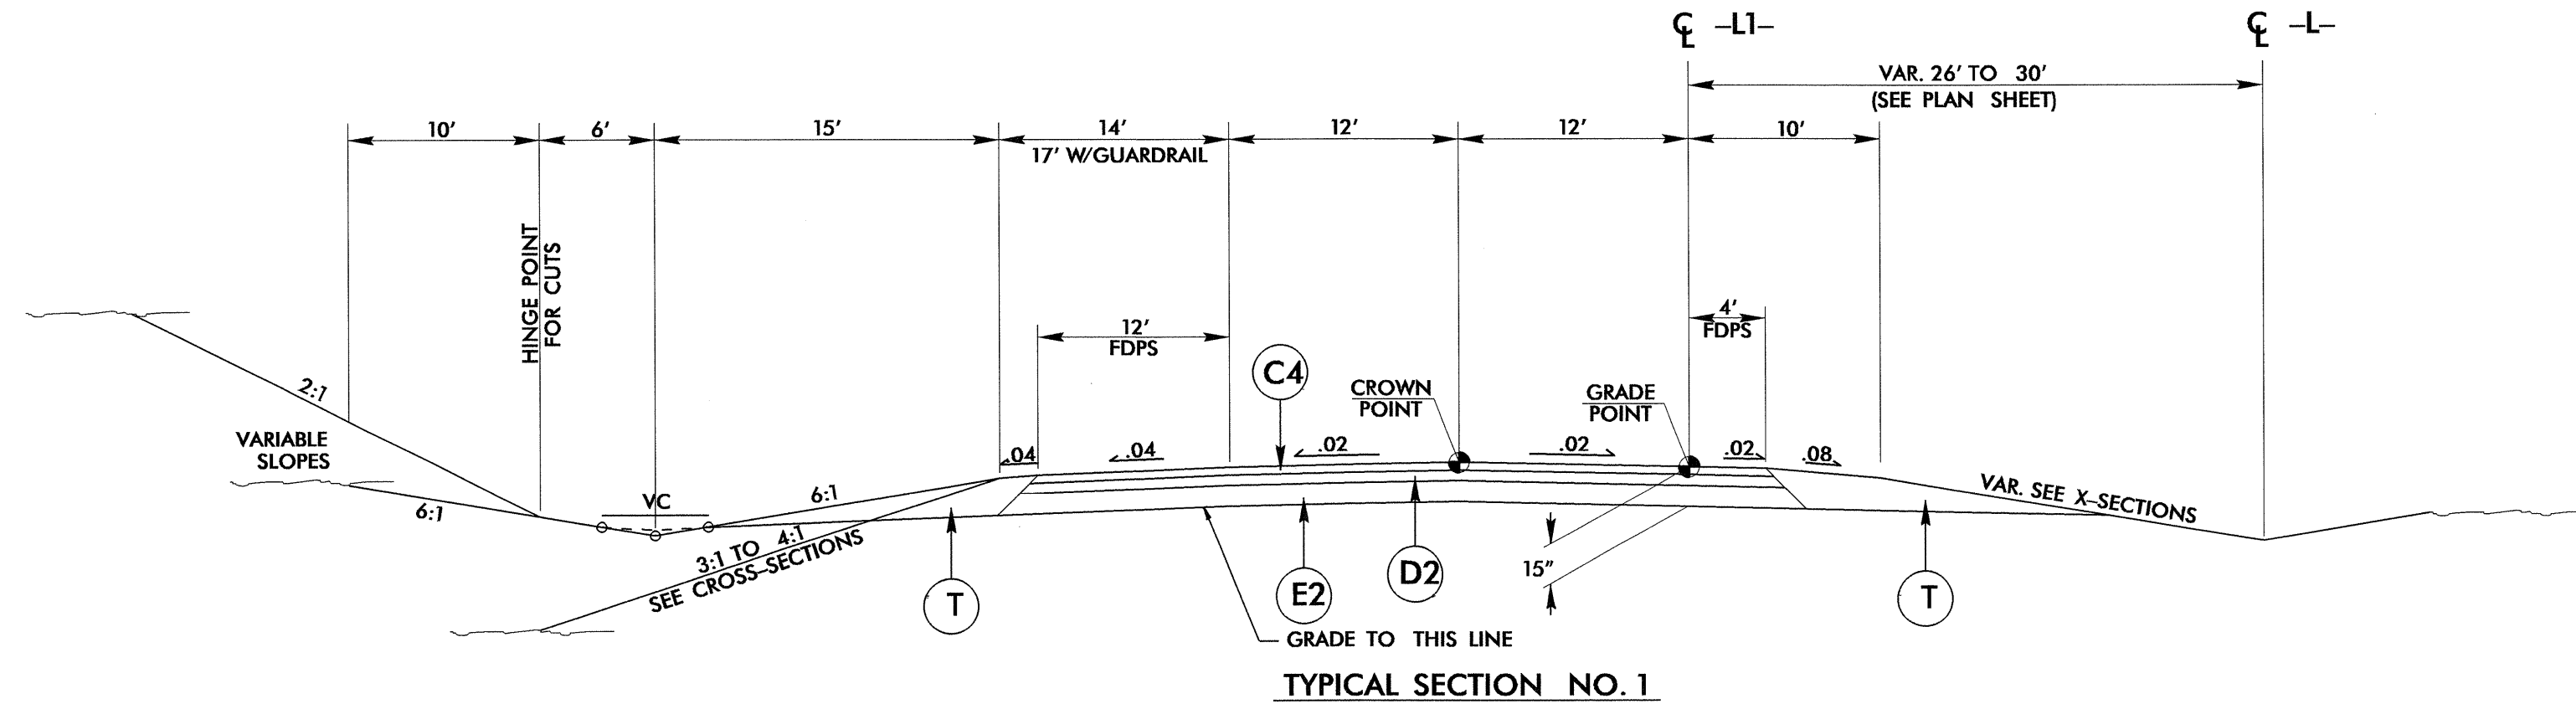 ℄ –L1–
℄ –L–
VAR. 26' TO 30'
(SEE PLAN SHEET)
10'
6'
15'
14'
17' W/GUARDRAIL
12'
12'
10'
HINGE POINT
FOR CUTS
12'
FDPS
4'
FDPS
2:1
C4
CROWN
POINT
GRADE
POINT
VARIABLE
SLOPES
.04
.04
.02
.02
.02
.08
6:1
VC
6:1
VAR. SEE X–SECTIONS
3:1 TO 4:1
SEE CROSS–SECTIONS
15"
T
E2
D2
T
GRADE TO THIS LINE
TYPICAL SECTION NO. 1